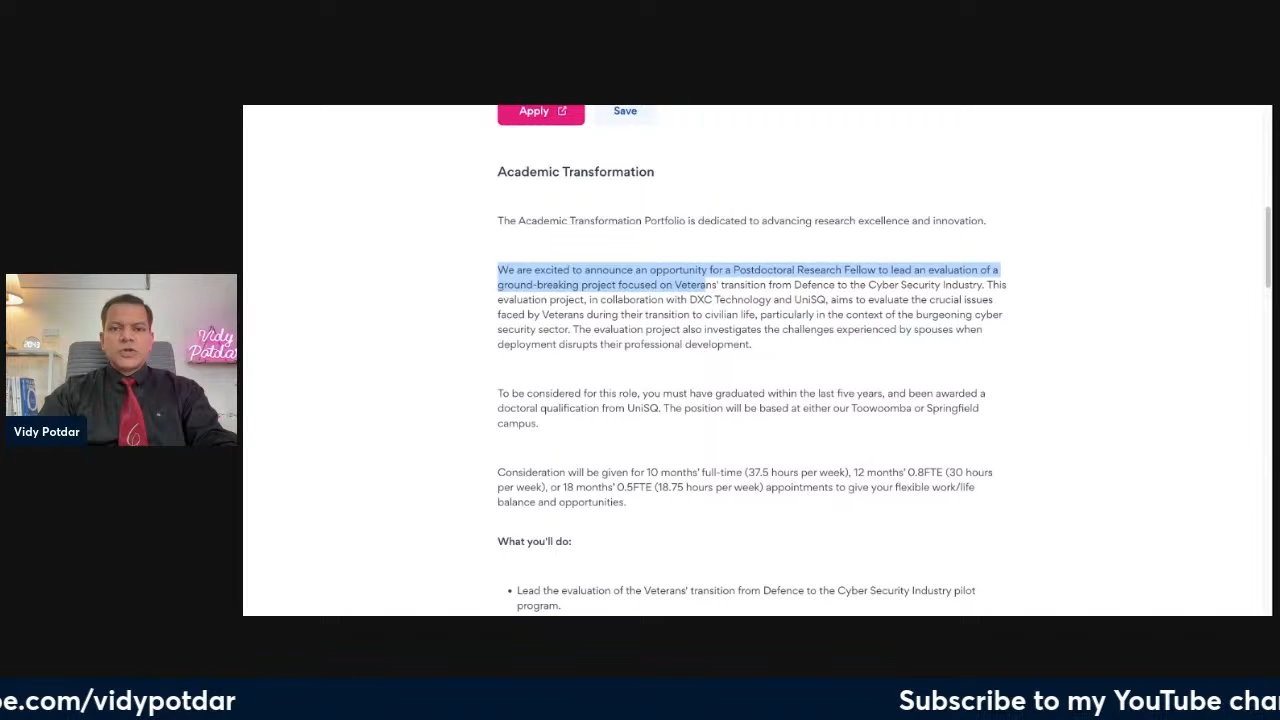 Apply
Save
Academic Transformation
The Academic Transformation Portfolio is dedicated to advancing research excellence and innovation.
We are excited to announce an opportunity for a Postdoctoral Research Fellow to lead an evaluation of a
ground-breaking project focused on Veterans' transition from Defence to the Cyber Security Industry. This
evaluation project, in collaboration with DXC Technology and UniSQ, aims to evaluate the crucial issues
faced by Veterans during their transition to civilian life, particularly in the context of the burgeoning cyber
security sector. The evaluation project also investigates the challenges experienced by spouses when
deployment disrupts their professional development.
To be considered for this role, you must have graduated within the last five years, and been awarded a
doctoral qualification from UniSQ. The position will be based at either our Toowoomba or Springfield
campus.
Consideration will be given for 10 months' full-time (37.5 hours per week), 12 months' 0.8FTE (30 hours
per week), or 18 months' 0.5FTE (18.75 hours per week) appointments to give your flexible work/life
balance and opportunities.
What you'll do:
• Lead the evaluation of the Veterans' transition from Defence to the Cyber Security Industry pilot
program.
Vidy
Potdar
Vidy Potdar
be.com/vidypotdar
Subscribe to my YouTube chan